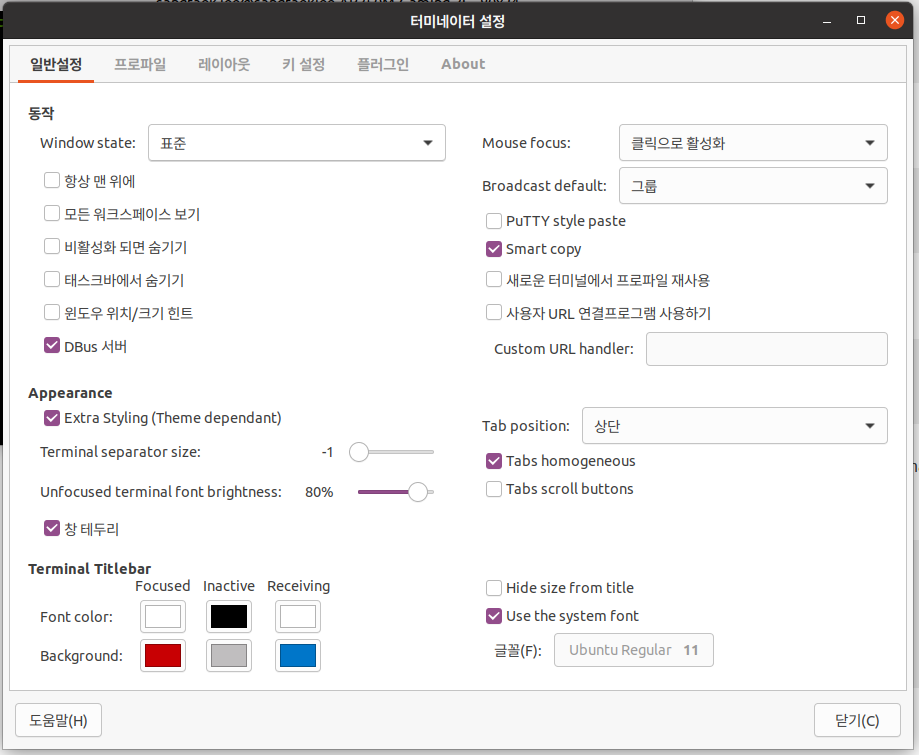 터미네이터 설정
일반설정 프로파일 레이아웃 키 설정 플러그인 About
동작
Window state: 표준
항상 맨 위에
모든 워크스페이스 보기
비활성화 되면 숨기기
태스크바에서 숨기기
윈도우 위치/크기 힌트
DBus 서버
Mouse focus: 클릭으로 활성화
Broadcast default: 그룹
PuTTY style paste
Smart copy
새로운 터미널에서 프로파일 재사용
사용자 URL 연결프로그램 사용하기
Custom URL handler:
Appearance
Extra Styling (Theme dependant)
Terminal separator size: -1
Unfocused terminal font brightness: 80%
창 테두리
Tab position: 상단
Tabs homogeneous
Tabs scroll buttons
Terminal Titlebar
Focused Inactive Receiving
Font color:
Background:
Hide size from title
Use the system font
글꼴(F): Ubuntu Regular 11
도움말(H) 닫기(C)